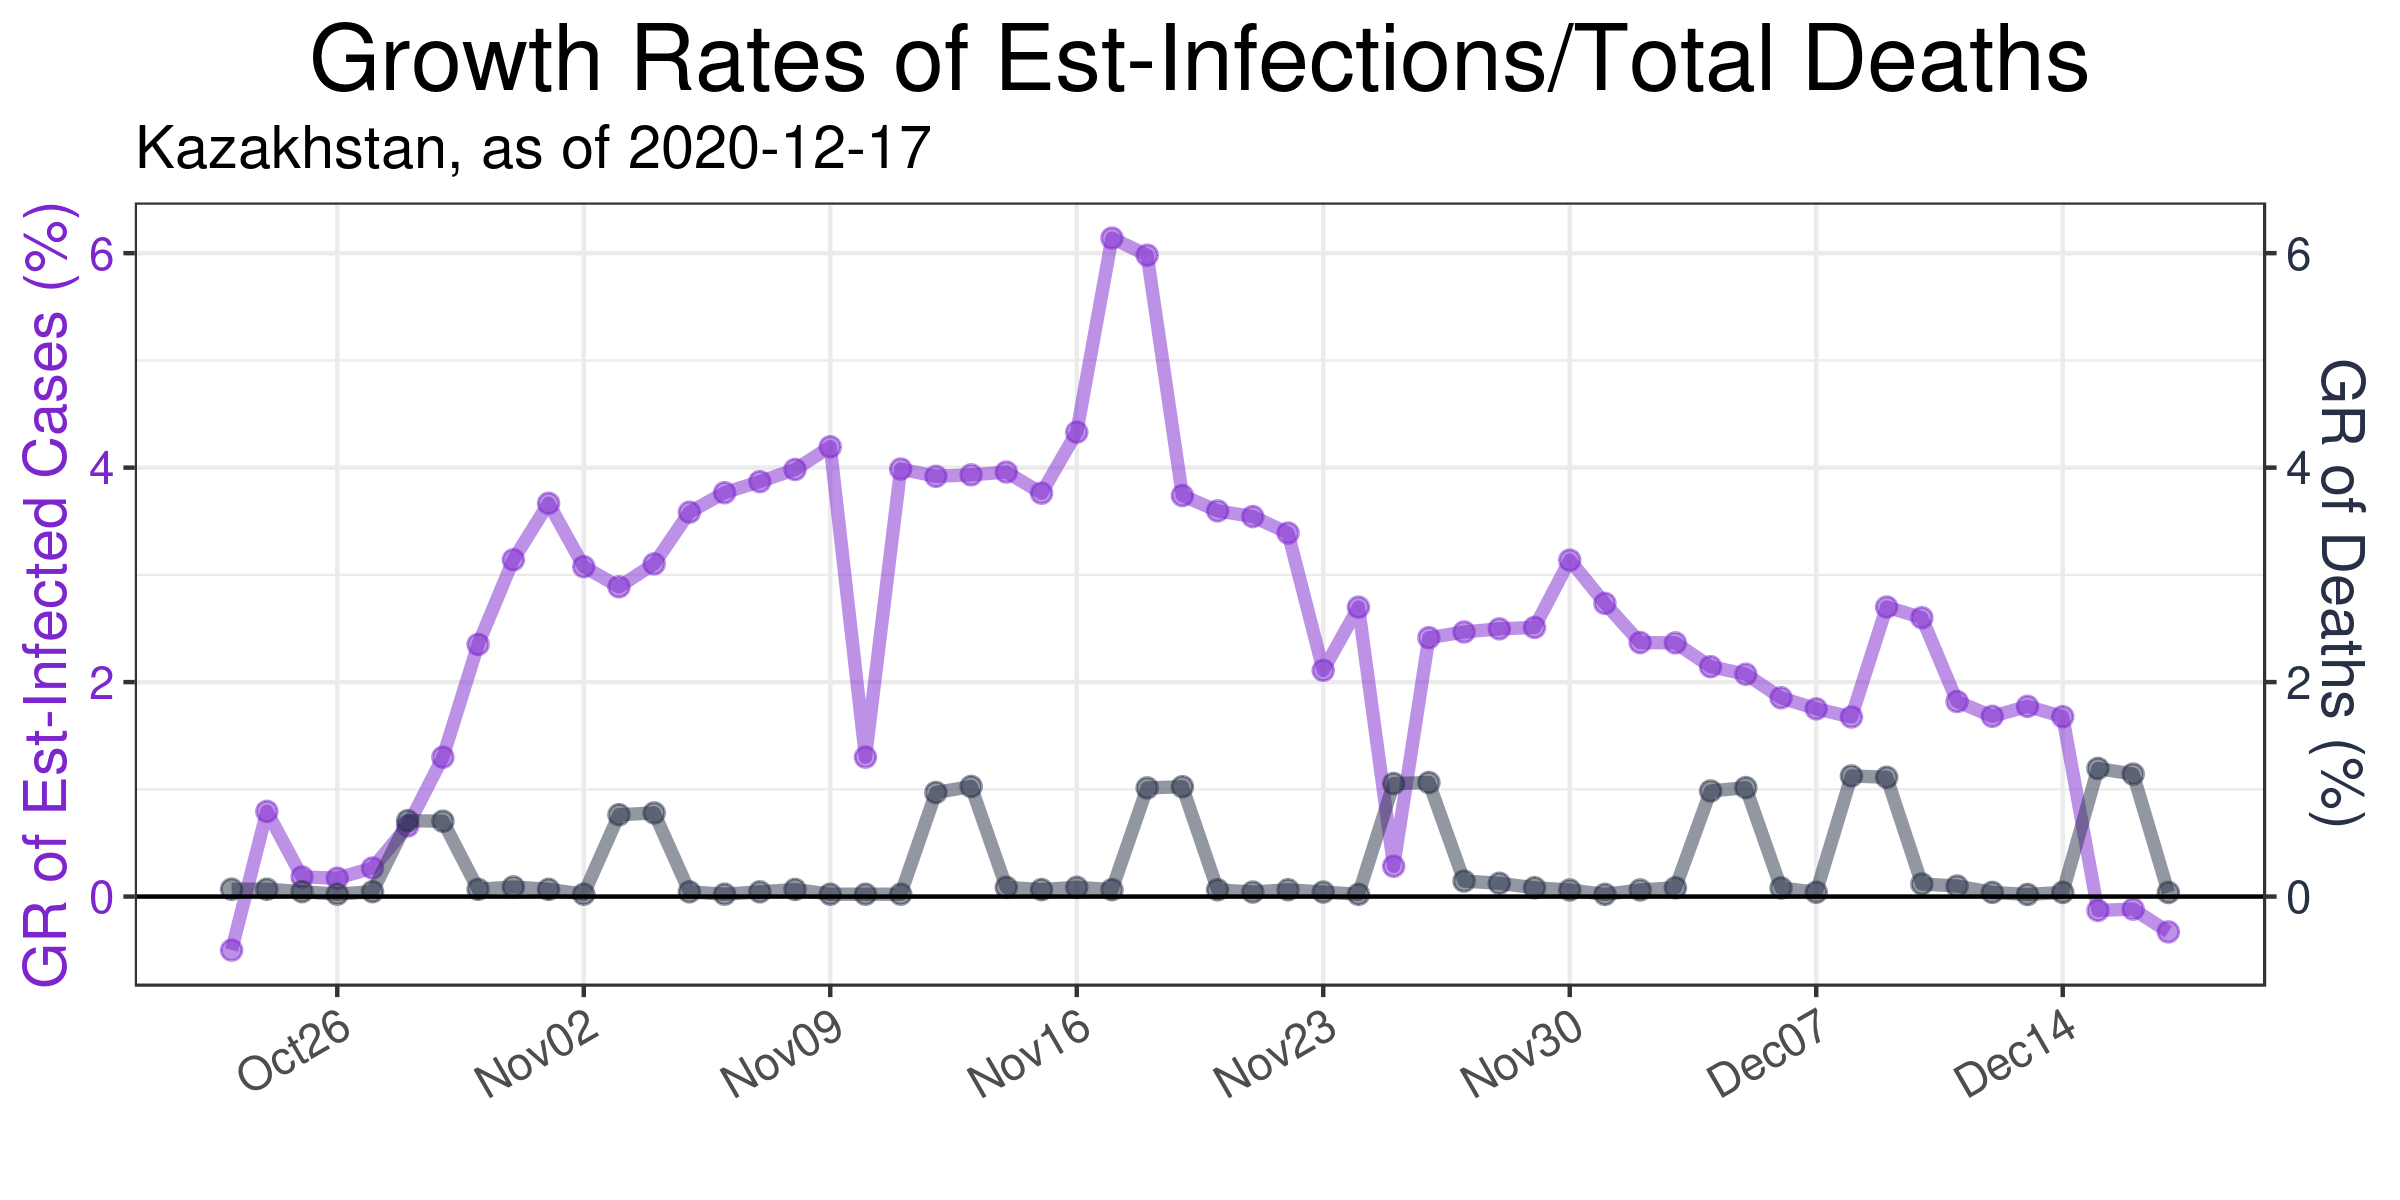 Growth Rates of Est-Infections/Total Deaths
Kazakhstan, as of 2020-12-17
GR of Est-Infected Cases (%)
6
4
2
0
6
4
2
0
GR of Deaths (%)
Oct26
Nov02
Nov09
Nov16
Nov23
Nov30
Dec07
Dec14